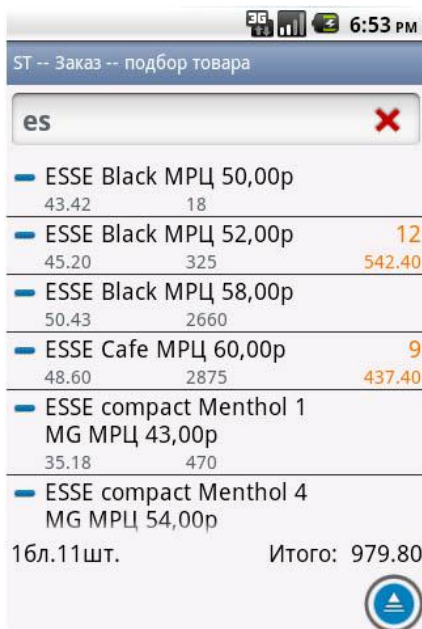 3G 6:53 PM
ST -- Заказ -- подбор товара
es
ESSE Black МРЦ 50,00р
43.42 18
ESSE Black МРЦ 52,00р 12
45.20 325 542.40
ESSE Black МРЦ 58,00р
50.43 2660
ESSE Cafe МРЦ 60,00р 9
48.60 2875 437.40
ESSE compact Menthol 1
MG МРЦ 43,00р
35.18 470
ESSE compact Menthol 4
MG МРЦ 54,00р
1бл.11шт. Итого: 979.80